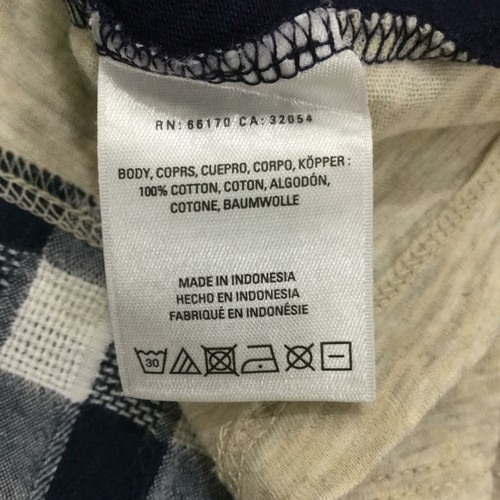 RN: 66170 CA: 32054
BODY, COPRS, CUEPRO, CORPO, KÖPPER :
100% COTTON, COTON, ALGODÓN,
COTONE, BAUMWOLLE
MADE IN INDONESIA
HECHO EN INDONESIA
FABRIQUÉ EN INDONÉSIE
30